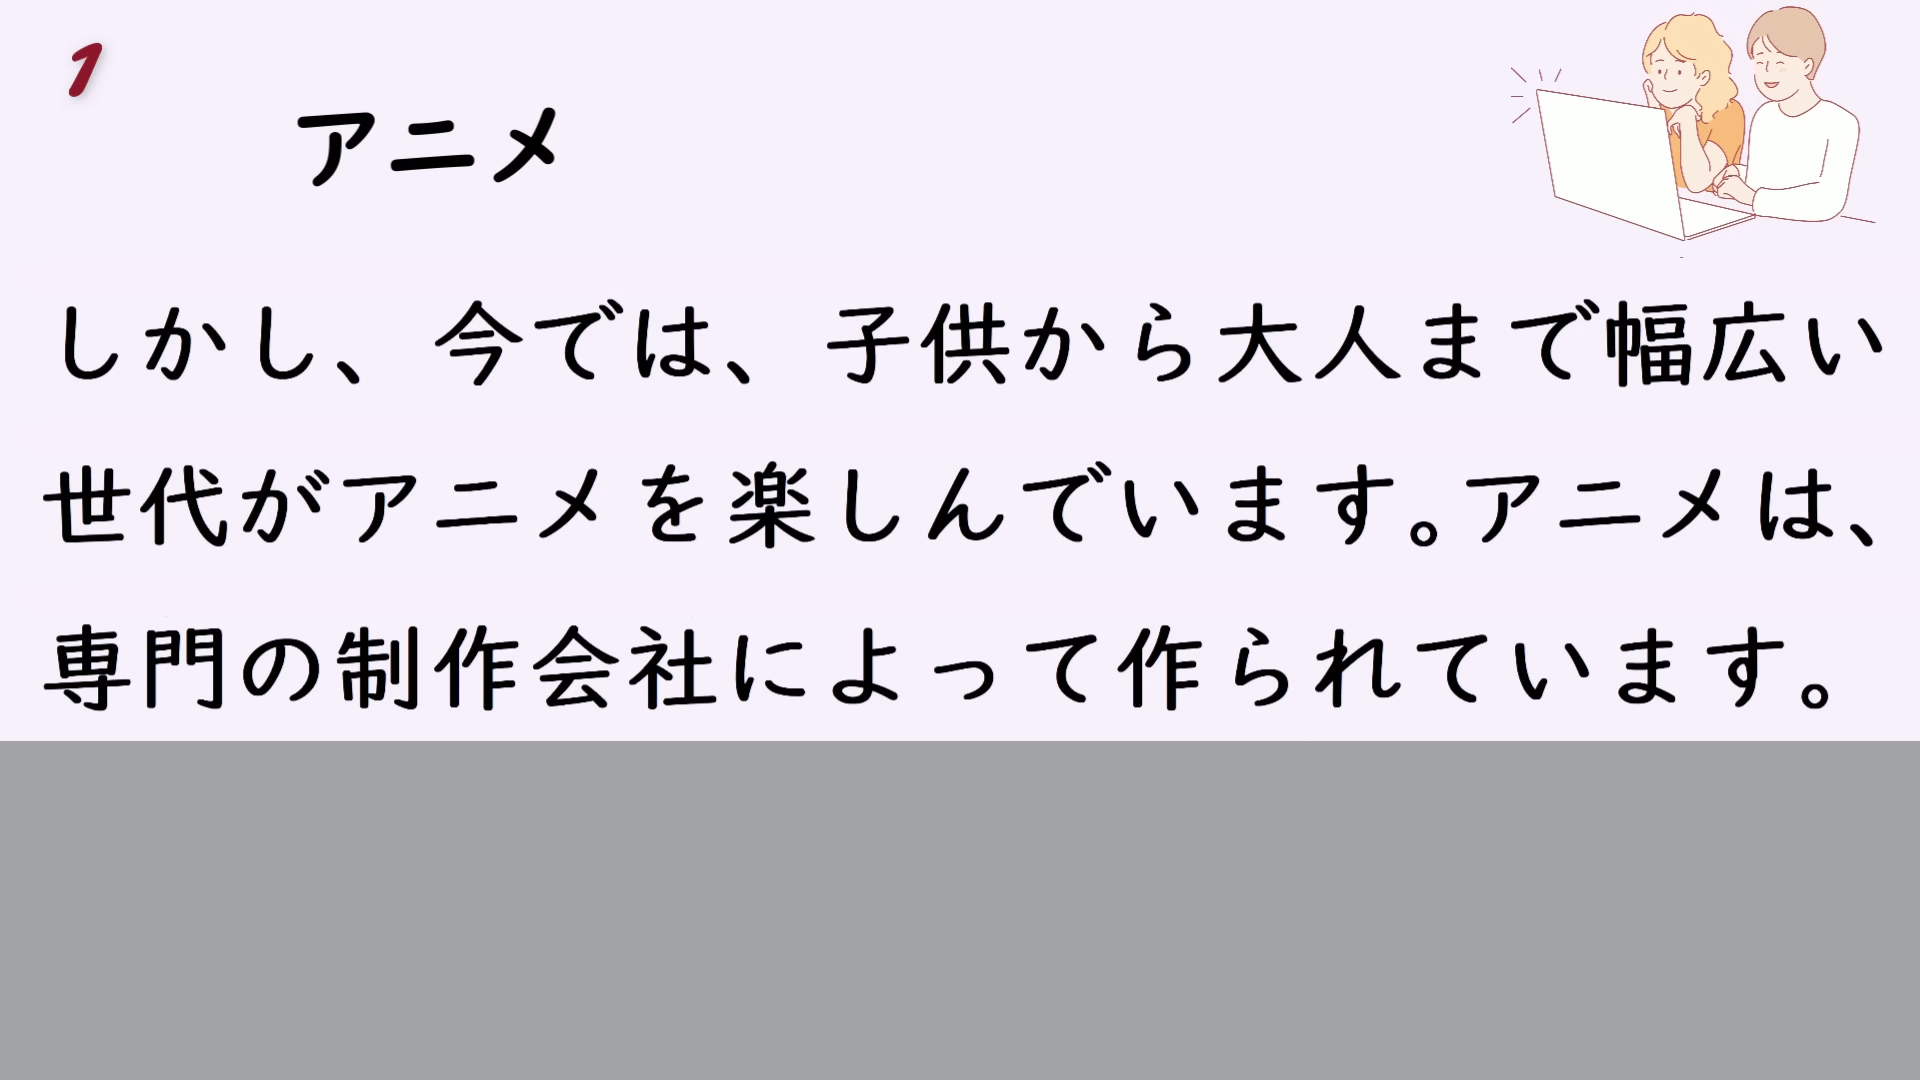 1
アニメ
しかし、今では、子供から大人まで幅広い
世代がアニメを楽しんでいます。アニメは、
専門の制作会社によって作られています。